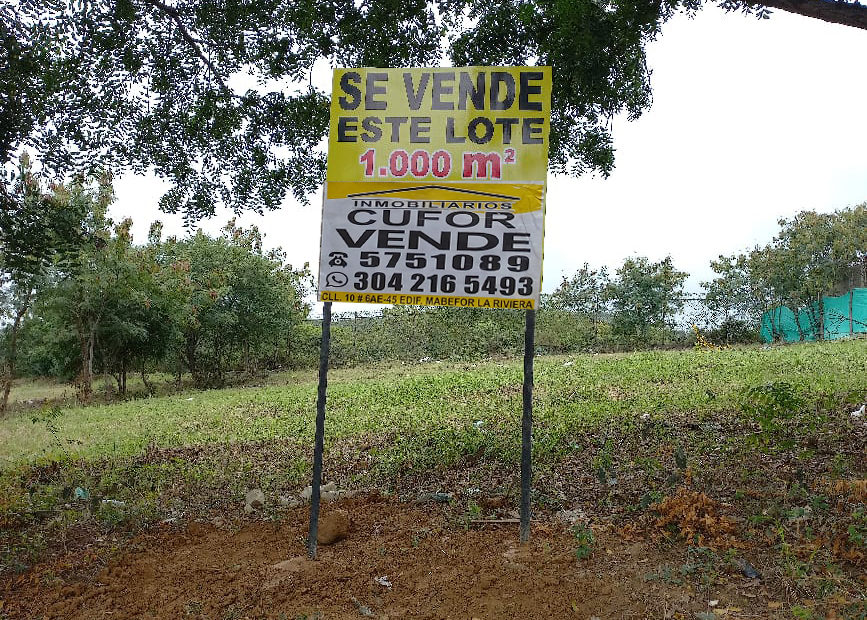 SE VENDE
ESTE LOTE
1.000 m²
INMOBILIARIOS
CUFOR
VENDE
5751089
304 216 5493
CLL. 10 # 6AE-45 EDIF. MABEFOR LA RIVIERA